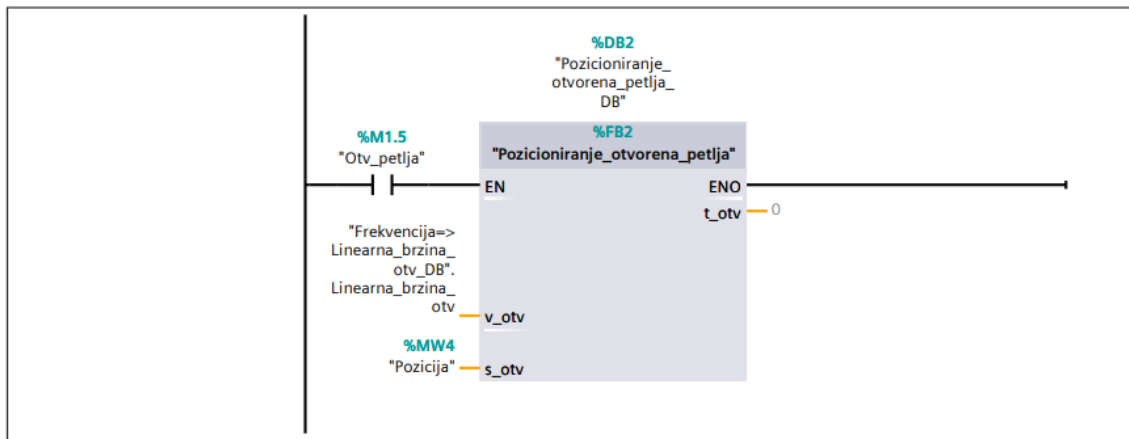 %DB2
"Pozicioniranje_
otvorena_petlja_
DB"
%M1.5
"Otv_petlja"
%FB2
"Pozicioniranje_otvorena_petlja"
EN
ENO
t_otv
0
"Frekvencija=>
Linearna_brzina_
otv_DB".
Linearna_brzina_
otv
v_otv
%MW4
"Pozicija"
s_otv